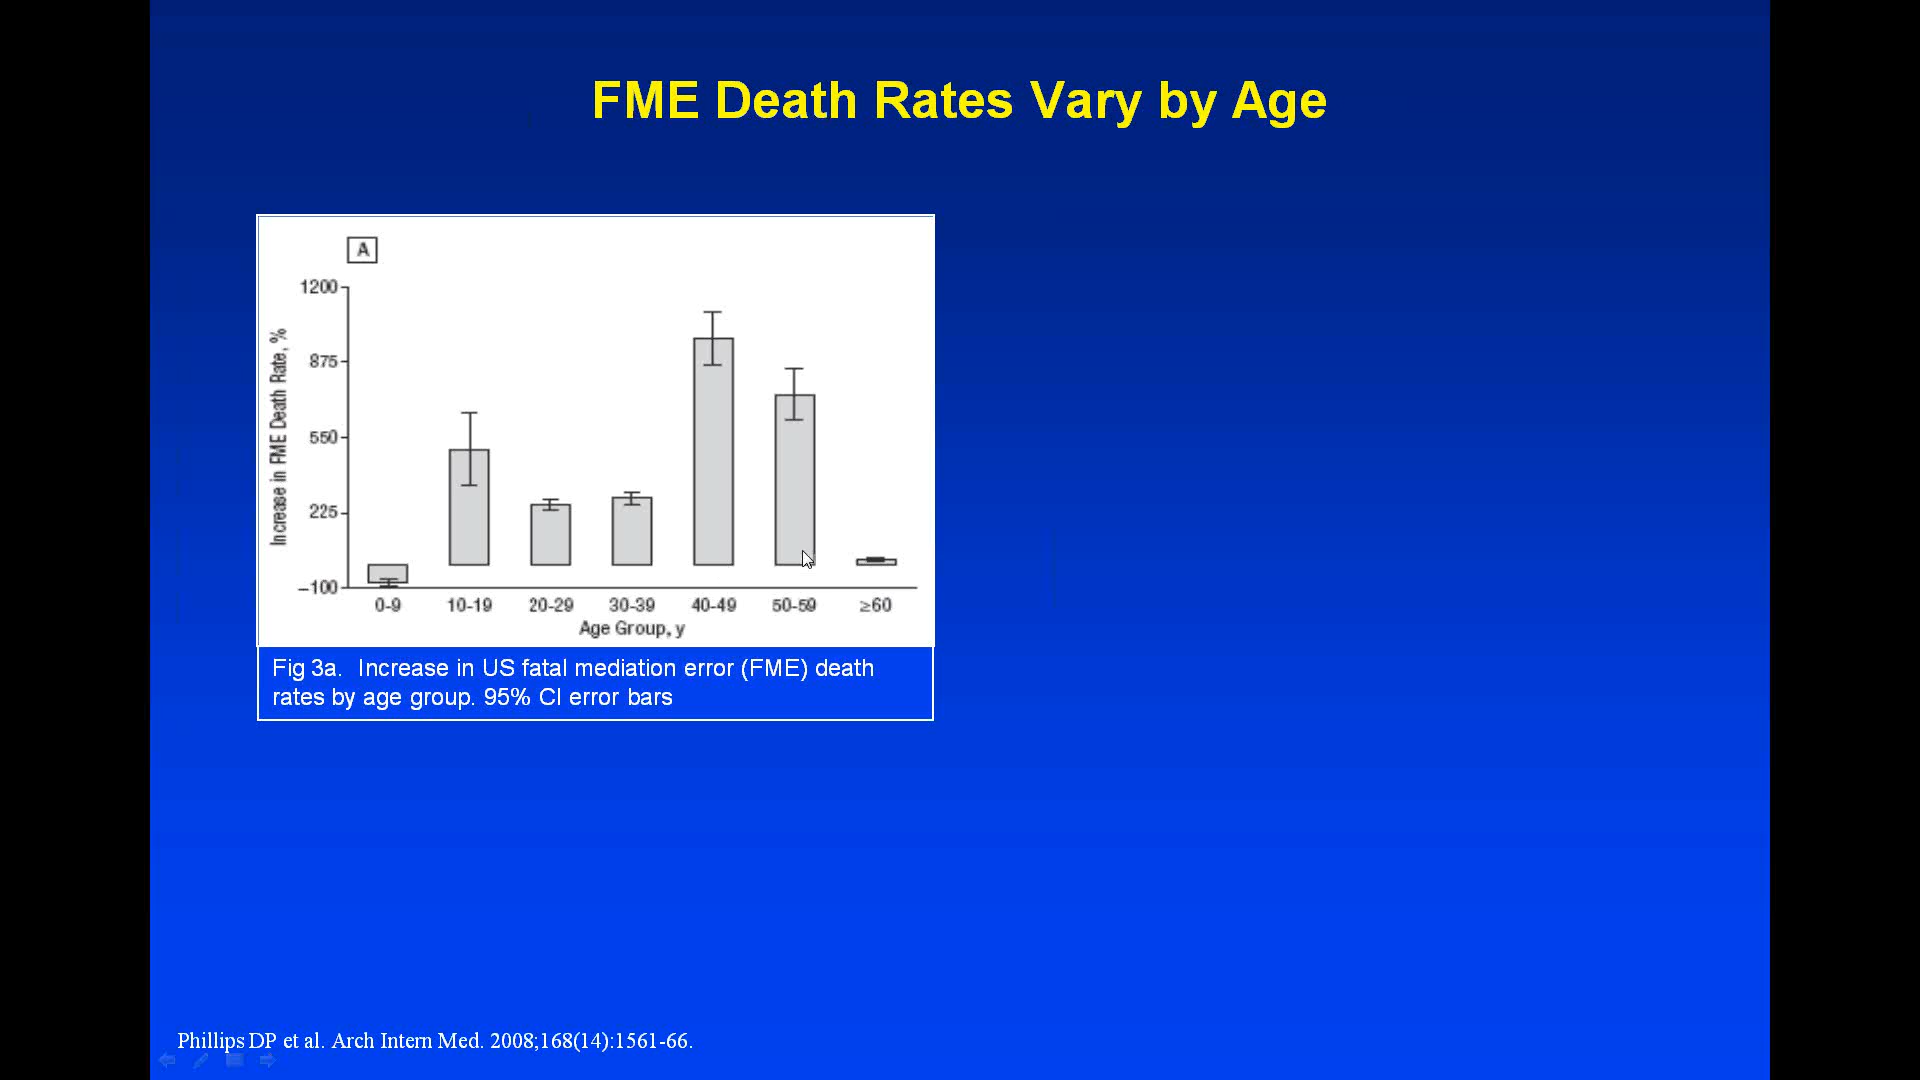 FME Death Rates Vary by Age
A
1200
875
550
225
−100
Increase in FME Death Rate, %
0-9 10-19 20-29 30-39 40-49 50-59 ≥60
Age Group, y
Fig 3a. Increase in US fatal mediation error (FME) death
rates by age group. 95% CI error bars
Phillips DP et al. Arch Intern Med. 2008;168(14):1561-66.